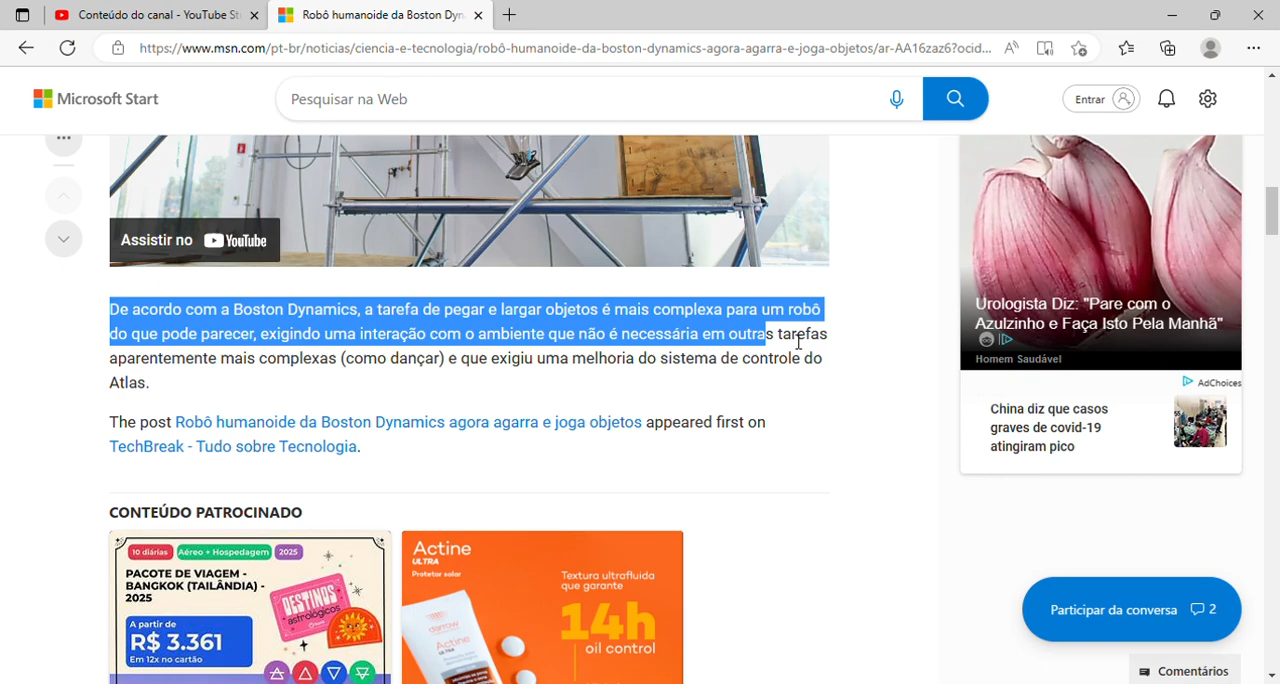 Conteúdo do canal - YouTube St
Robô humanoide da Boston Dyn
https://www.msn.com/pt-br/noticias/ciencia-e-tecnologia/robô-humanoide-da-boston-dynamics-agora-agarra-e-joga-objetos/ar-AA16zaz6?ocid...
Microsoft Start
Pesquisar na Web
Entrar
Assistir no YouTube
De acordo com a Boston Dynamics, a tarefa de pegar e largar objetos é mais complexa para um robô
do que pode parecer, exigindo uma interação com o ambiente que não é necessária em outras tarefas
aparentemente mais complexas (como dançar) e que exigiu uma melhoria do sistema de controle do
Atlas.
The post Robô humanoide da Boston Dynamics agora agarra e joga objetos appeared first on
TechBreak - Tudo sobre Tecnologia.
CONTEÚDO PATROCINADO
10 diárias Aéreo + Hospedagem 2025
PACOTE DE VIAGEM -
BANGKOK (TAILÂNDIA) -
2025
A partir de
R$ 3.361
Em 12x no cartão
DESTINOS
astrológicos
Actine
ULTRA
Protetor solar
Textura ultrafluida
que garante
14h
oil control
darrow
Actine
ULTRA
Urologista Diz: "Pare com o
Azulzinho e Faça Isto Pela Manhã"
Homem Saudável
AdChoices
China diz que casos
graves de covid-19
atingiram pico
Participar da conversa 2
Comentários